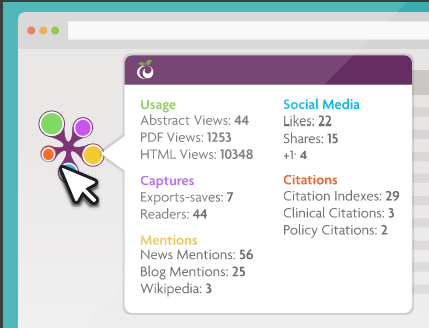 Usage
Abstract Views: 44
PDF Views: 1253
HTML Views: 10348
Captures
Exports-saves: 7
Readers: 44
Mentions
News Mentions: 56
Blog Mentions: 25
Wikipedia: 3
Social Media
Likes: 22
Shares: 15
+1: 4
Citations
Citation Indexes: 29
Clinical Citations: 3
Policy Citations: 2